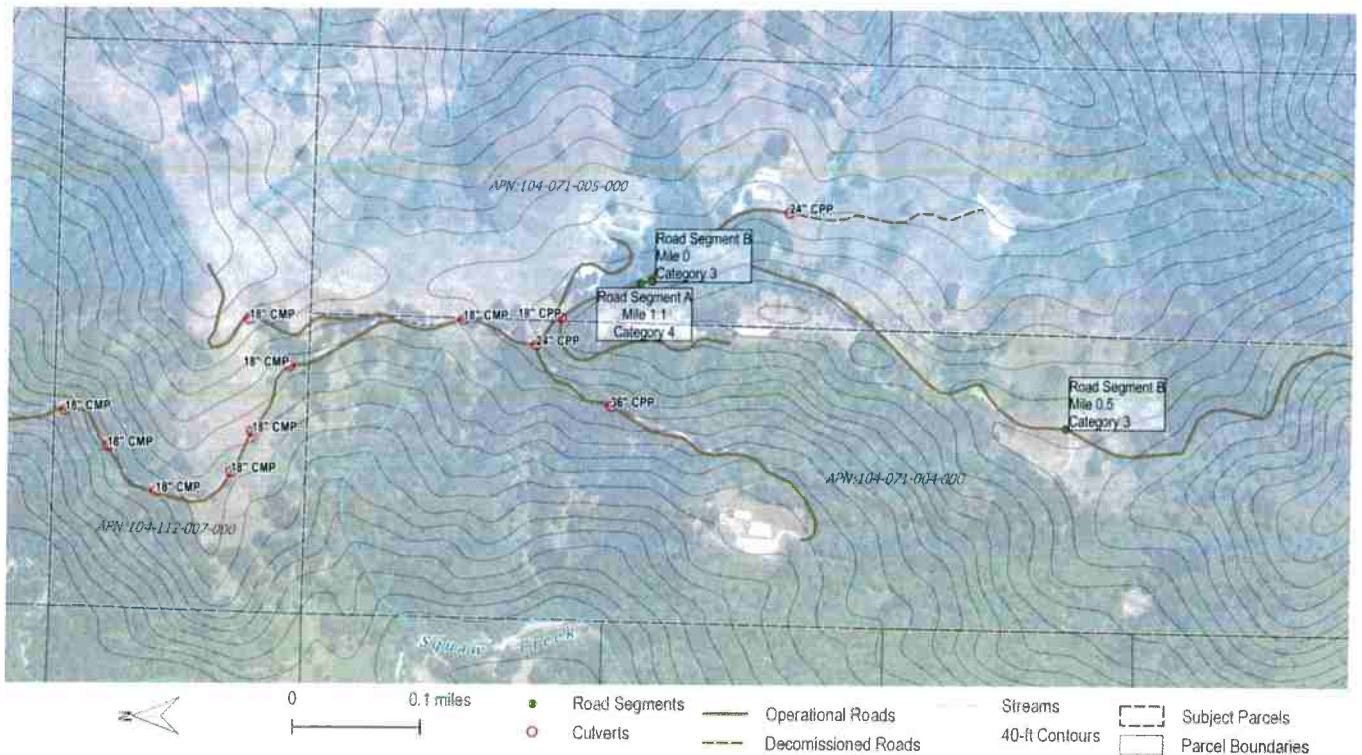 APN:104-071-005-000
24" CPP
Road Segment B
Mile 0
Category 3
Road Segment A
Mile 1.1
Category 4
18" CMP
18" CMP
18" CPP
24" CPP
18" CMP
36" CPP
Road Segment B
Mile 0.5
Category 3
18" CMP
18" CMP
18" CMP
18" CMP
18" CMP
APN:104-071-004-000
APN:104-112-007-000
Squaw Creek
N
0
0.1 miles
Road Segments
Culverts
Operational Roads
Decomissioned Roads
Streams
40-ft Contours
Subject Parcels
Parcel Boundaries